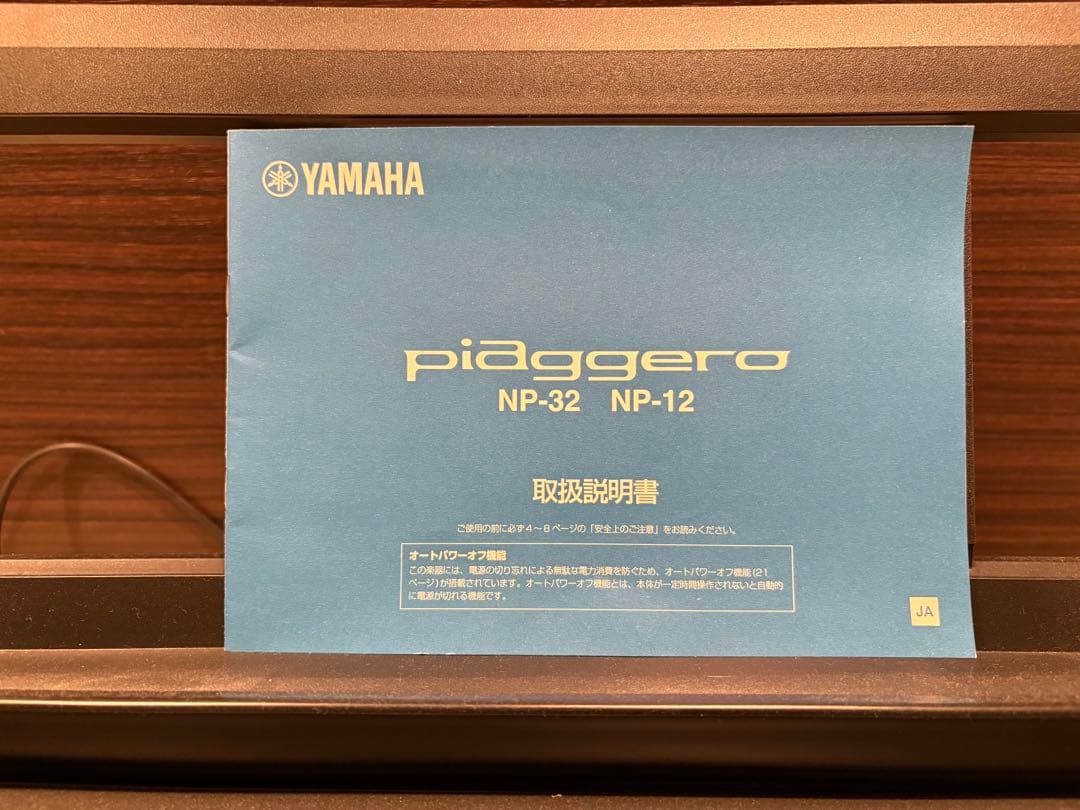 YAMAHA
piaggero
NP-32 NP-12
取扱説明書
ご使用の前に必ず4〜8ページの「安全上のご注意」をお読みください。
オートパワーオフ機能
この楽器には、電源の切り忘れによる無駄な電力消費を防ぐため、オートパワーオフ機能(21
ページ)が搭載されています。オートパワーオフ機能とは、本体が一定時間操作されないと自動的
に電源が切れる機能です。
JA